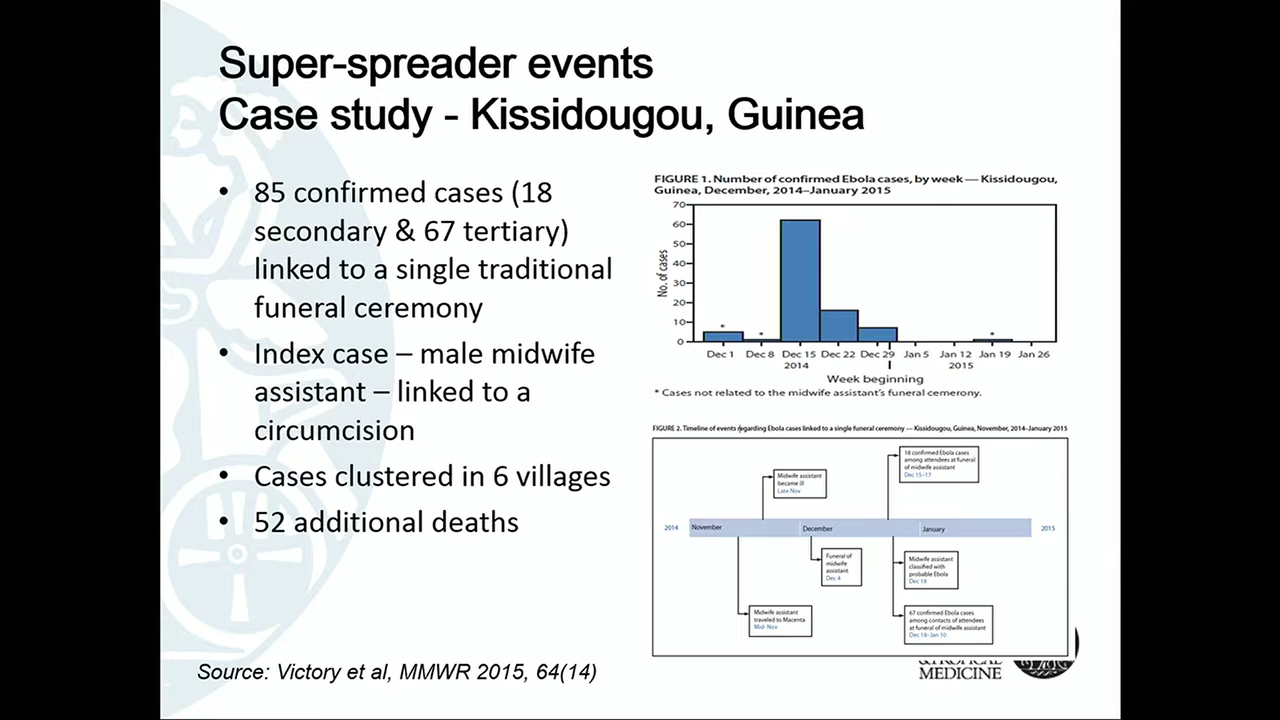 Super-spreader events
Case study - Kissidougou, Guinea
• 85 confirmed cases (18
secondary & 67 tertiary)
linked to a single traditional
funeral ceremony
• Index case – male midwife
assistant – linked to a
circumcision
• Cases clustered in 6 villages
• 52 additional deaths
Source: Victory et al, MMWR 2015, 64(14)
FIGURE 1. Number of confirmed Ebola cases, by week — Kissidougou,
Guinea, December, 2014–January 2015
No. of cases
70
60
50
40
30
20
10
0
* * *
Dec 1 Dec 8 Dec 15 Dec 22 Dec 29 Jan 5 Jan 12 Jan 19 Jan 26
2014 2015
Week beginning
* Cases not related to the midwife assistant's funeral cemerony.
FIGURE 2. Timeline of events regarding Ebola cases linked to a single funeral ceremony — Kissidougou, Guinea, November, 2014–January 2015
18 confirmed Ebola cases
among attendees at funeral
of midwife assistant
Dec 15–17
Midwife assistant
became ill
Late Nov
2014 November December January 2015
Funeral of
midwife
assistant
Dec 4
Midwife assistant
classified with
probable Ebola
Dec 18
Midwife assistant
traveled to Macenta
Mid- Nov
67 confirmed Ebola cases
among contacts of attendees
at funeral of midwife assistant
Dec 18–Jan 10
&TROPICAL
MEDICINE